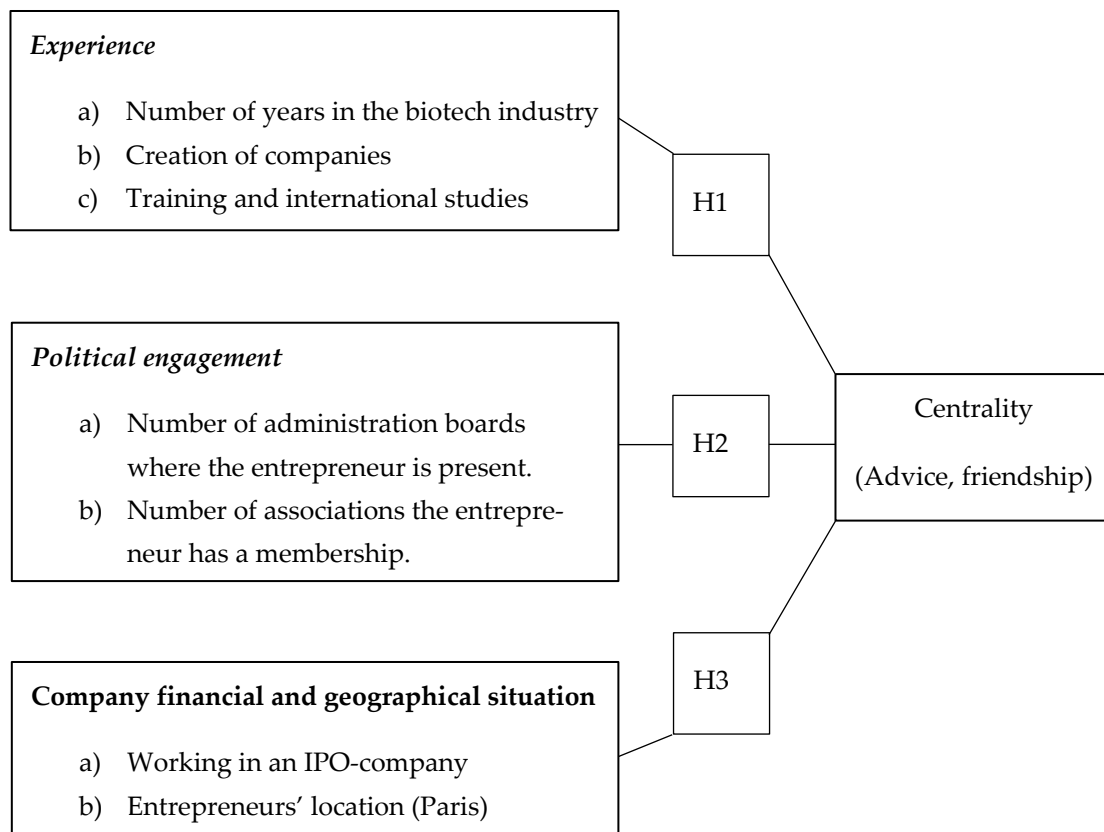 Experience
a) Number of years in the biotech industry
b) Creation of companies
c) Training and international studies
H1
Political engagement
a) Number of administration boards
where the entrepreneur is present.
b) Number of associations the entrepre-
neur has a membership.
H2
Centrality
(Advice, friendship)
Company financial and geographical situation
a) Working in an IPO-company
b) Entrepreneurs’ location (Paris)
H3